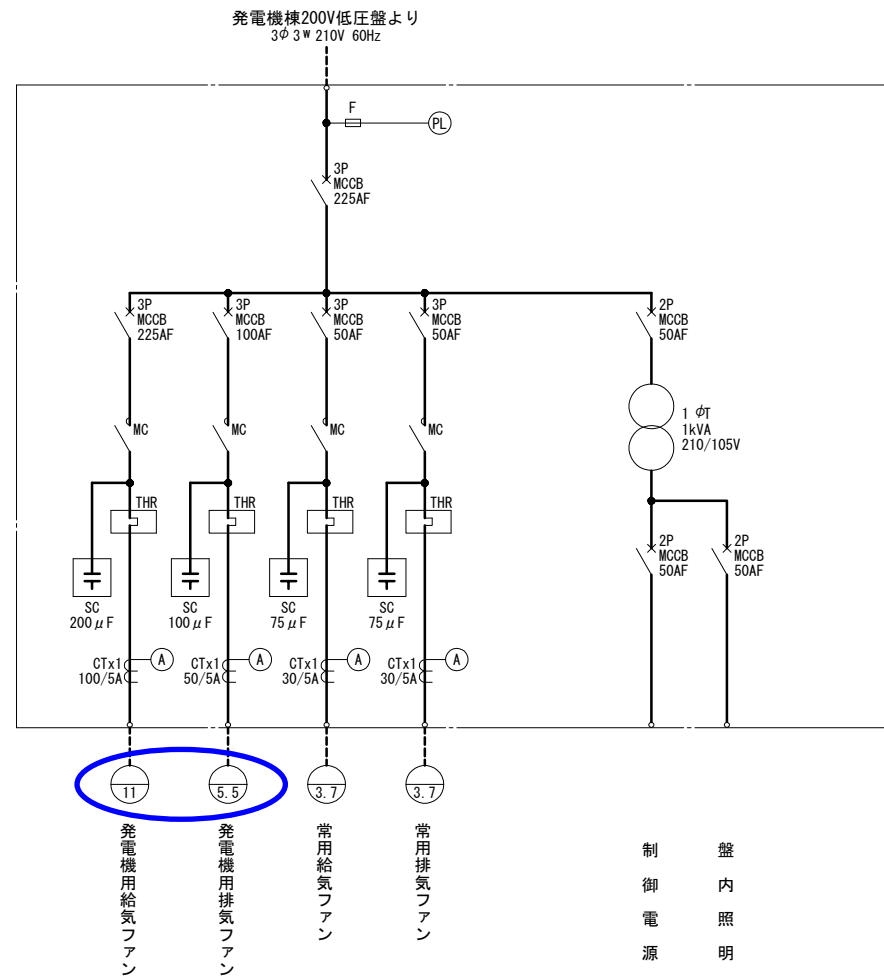 発電機棟200V低圧盤より
3φ3W 210V 60Hz
F
PL
3P
MCCB
225AF
3P
MCCB
225AF
3P
MCCB
100AF
3P
MCCB
50AF
3P
MCCB
50AF
2P
MCCB
50AF
MC
MC
MC
MC
1φT
1kVA
210/105V
THR
THR
THR
THR
2P
MCCB
50AF
2P
MCCB
50AF
SC
200μF
SC
100μF
SC
75μF
SC
75μF
CTx1
100/5A
A
CTx1
50/5A
A
CTx1
30/5A
A
CTx1
30/5A
A
11
5.5
3.7
3.7
発電機用給気ファン
発電機用排気ファン
常用給気ファン
常用排気ファン
制御電源
盤内照明